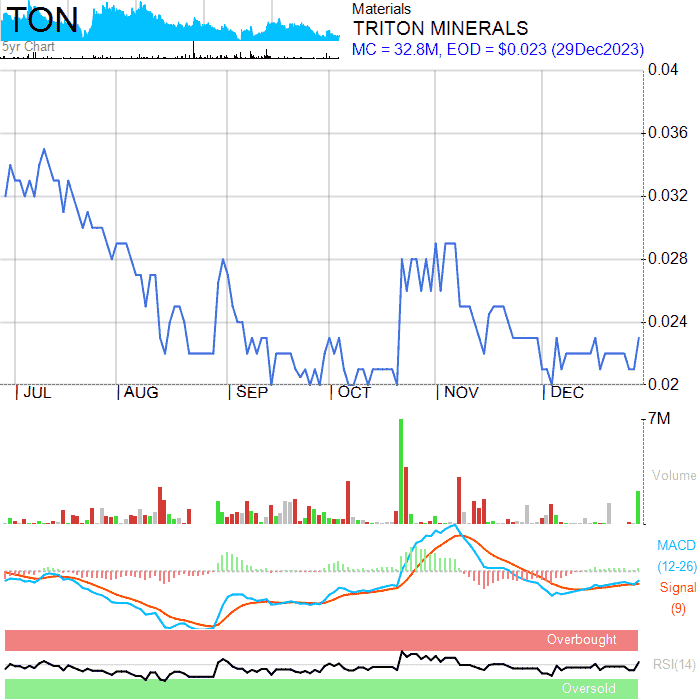 TON
5yr Chart
Materials
TRITON MINERALS
MC = 32.8M, EOD = $0.023 (29Dec2023)
0.04
0.036
0.032
0.028
0.024
0.02
JUL AUG SEP OCT NOV DEC
7M
Volume
MACD
(12-26)
Signal
(9)
Overbought
RSI(14)
Oversold